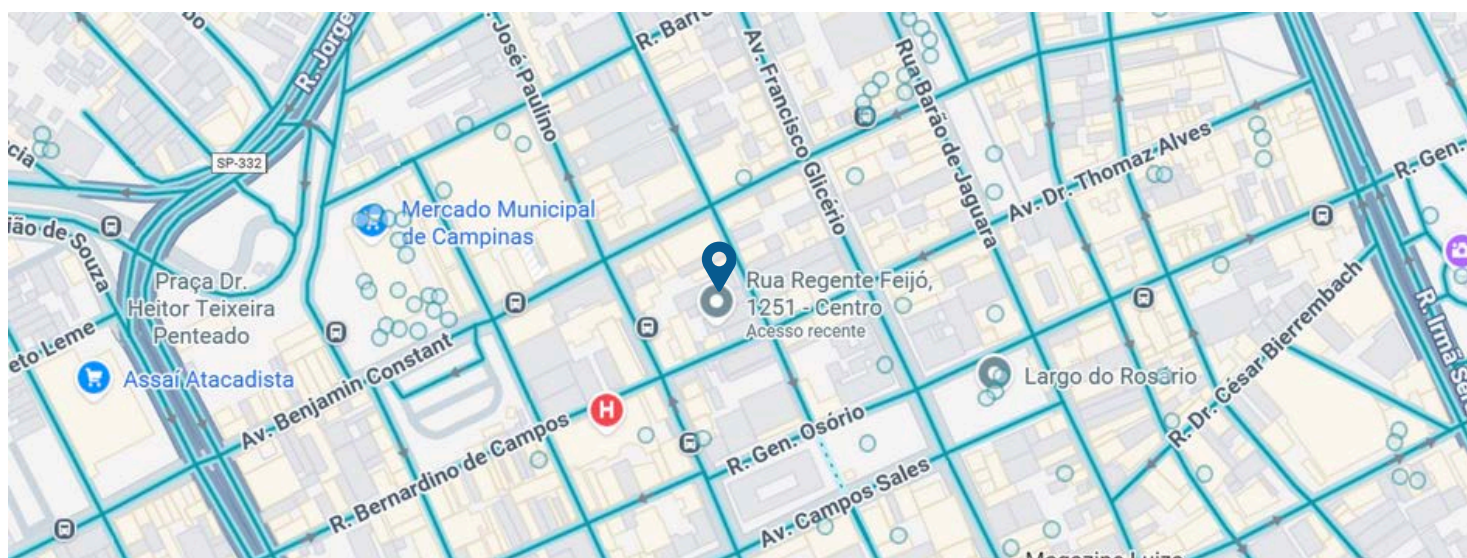 R. Jorge
José Paulino
R. Barre
Av. Francisco Glicério
Rua Barão de Jaguara
SP-332
Mercado Municipal
de Campinas
Av. Dr. Thomaz Alves
R. Gen.
ião de Souza
Praça Dr.
Heitor Teixeira
Penteado
Rua Regente Feijó,
1251 - Centro
Acesso recente
eto Leme
Assaí Atacadista
Av. Benjamin Constant
H
Largo do Rosário
R. Dr. César Bierrembach
R. Irmã Ser
R. Bernardino de Campos
R. Gen. Osório
Av. Campos Sales
Magazine Luiza